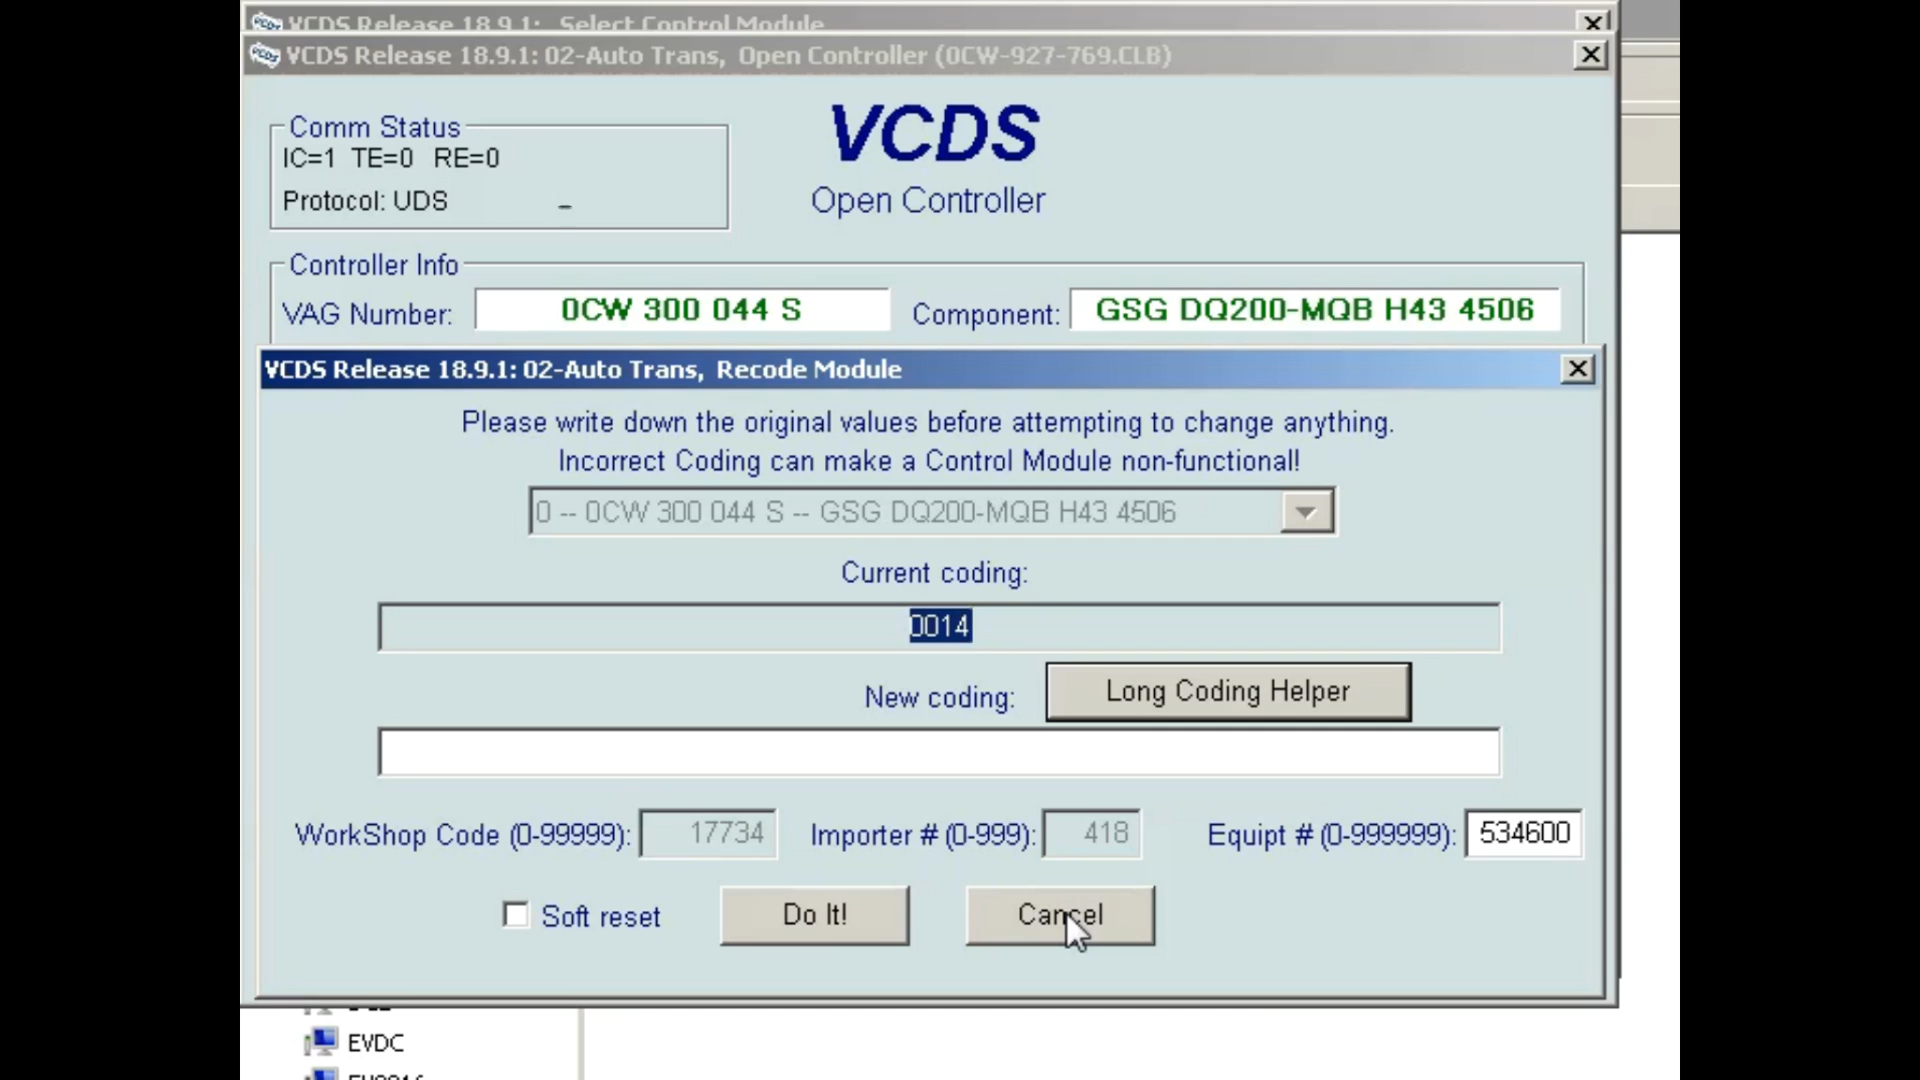 VCDS Release 18.9.1: Select Control Module
VCDS Release 18.9.1: 02-Auto Trans, Open Controller (0CW-927-769.CLB)
Comm Status
IC=1 TE=0 RE=0
Protocol: UDS
VCDS
Open Controller
Controller Info
VAG Number: 0CW 300 044 S Component: GSG DQ200-MQB H43 4506
VCDS Release 18.9.1: 02-Auto Trans, Recode Module
Please write down the original values before attempting to change anything.
Incorrect Coding can make a Control Module non-functional!
0 -- 0CW 300 044 S -- GSG DQ200-MQB H43 4506
Current coding:
0014
New coding: Long Coding Helper
WorkShop Code (0-99999): 17734 Importer # (0-999): 418 Equipt # (0-999999): 534600
Soft reset Do It! Cancel
EVDC